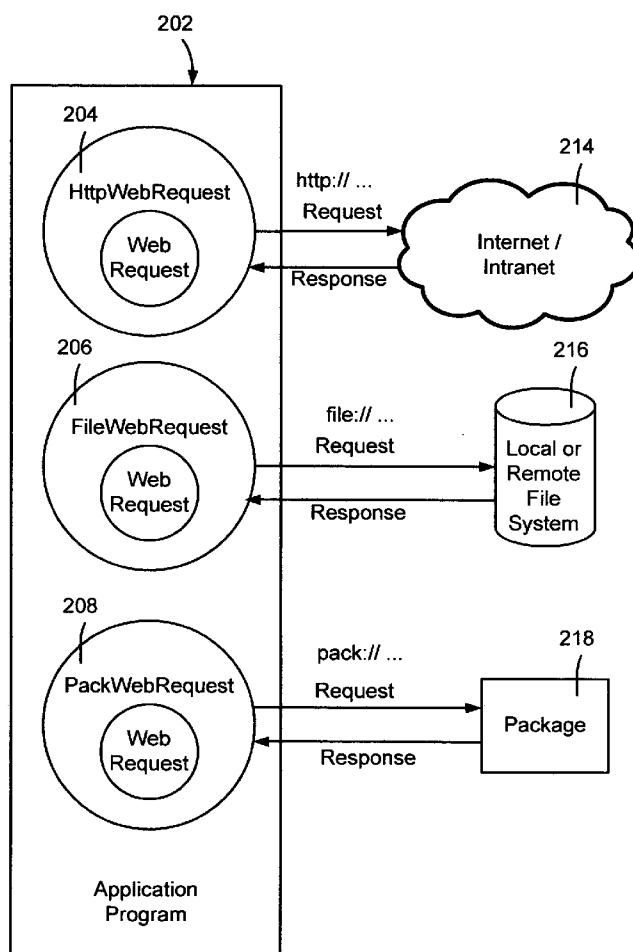 202
204
HttpWebRequest
Web
Request
http:// ...
Request
Response
214
Internet /
Intranet
206
FileWebRequest
Web
Request
file:// ...
Request
Response
216
Local or
Remote
File
System
208
PackWebRequest
Web
Request
pack:// ...
Request
Response
218
Package
Application
Program